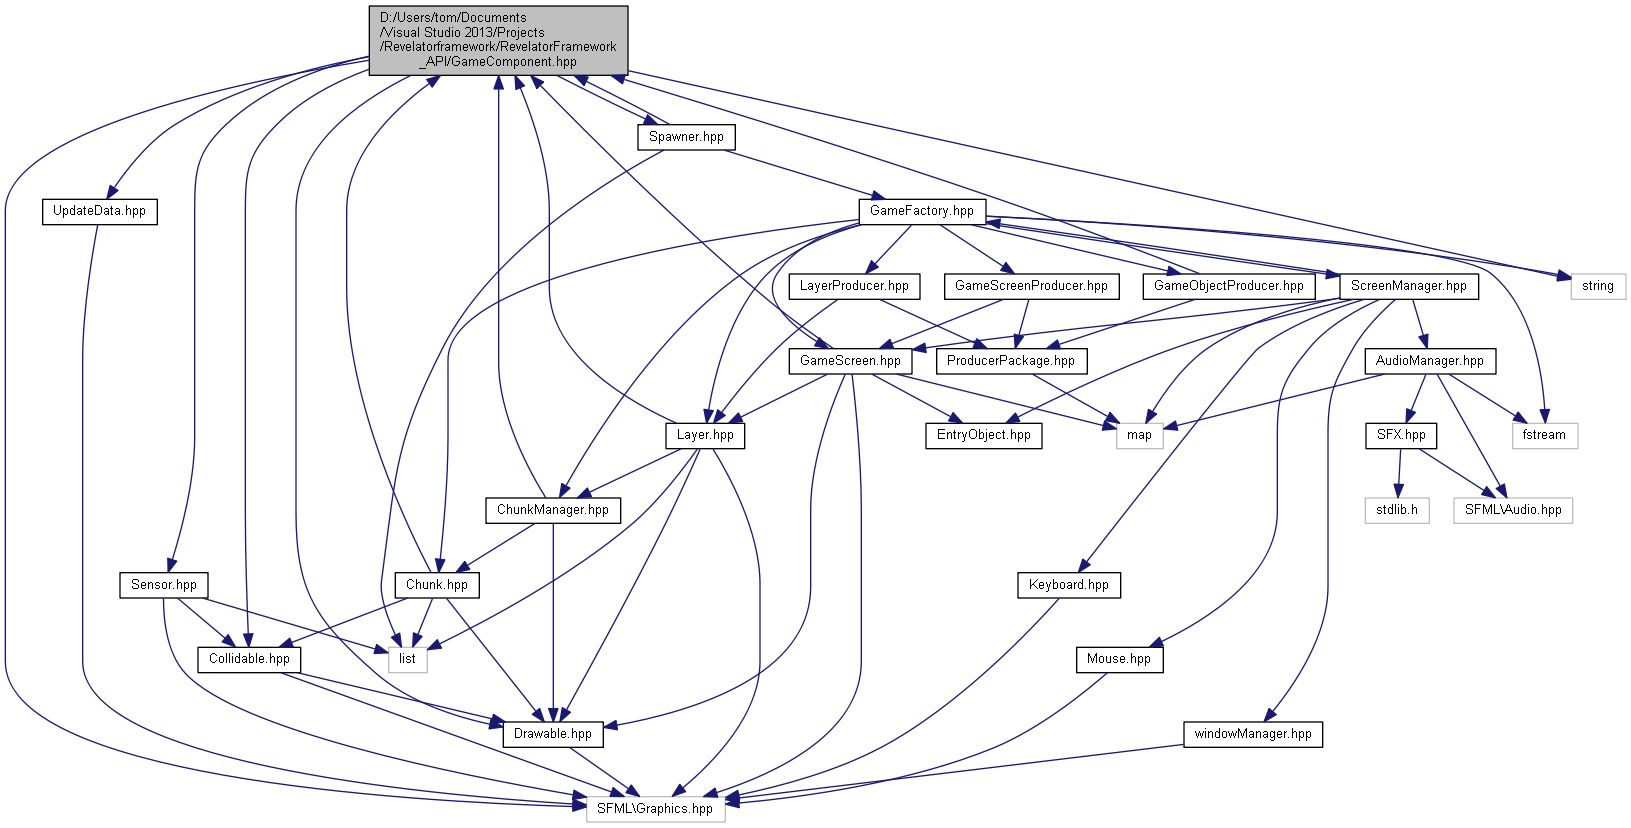 D:/Users/tom/Documents
/Visual Studio 2013/Projects
/Revelatorframework/RevelatorFramework
_API/GameComponent.hpp
Spawner.hpp
UpdateData.hpp
GameFactory.hpp
LayerProducer.hpp
GameScreenProducer.hpp
GameObjectProducer.hpp
ScreenManager.hpp
string
GameScreen.hpp
ProducerPackage.hpp
AudioManager.hpp
Layer.hpp
EntryObject.hpp
map
SFX.hpp
fstream
ChunkManager.hpp
stdlib.h
SFML\Audio.hpp
Sensor.hpp
Chunk.hpp
Keyboard.hpp
Collidable.hpp
list
Mouse.hpp
Drawable.hpp
windowManager.hpp
SFML\Graphics.hpp